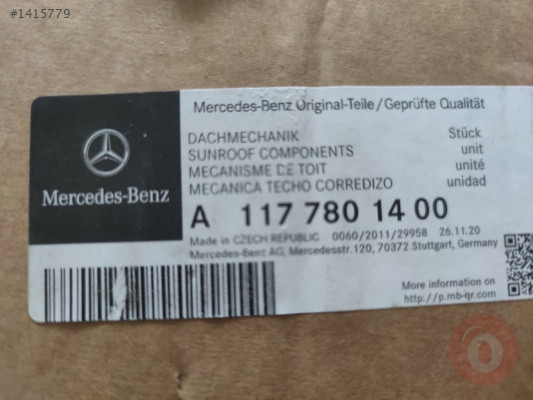 #1415779
Mercedes-Benz Original-Teile/Geprüfte Qualität
DACHMECHANIK Stück
SUNROOF COMPONENTS unit
MECANISME DE TOIT unité
MECANICA TECHO CORREDIZO unidad
Mercedes-Benz
A 117 780 14 00
Made in CZECH REPUBLIC 0060/2011/29958 26.11.20
Mercedes-Benz AG, Mercedesstr.120, 70372 Stuttgart, Germany
More information on
http://p.mb-qr.com